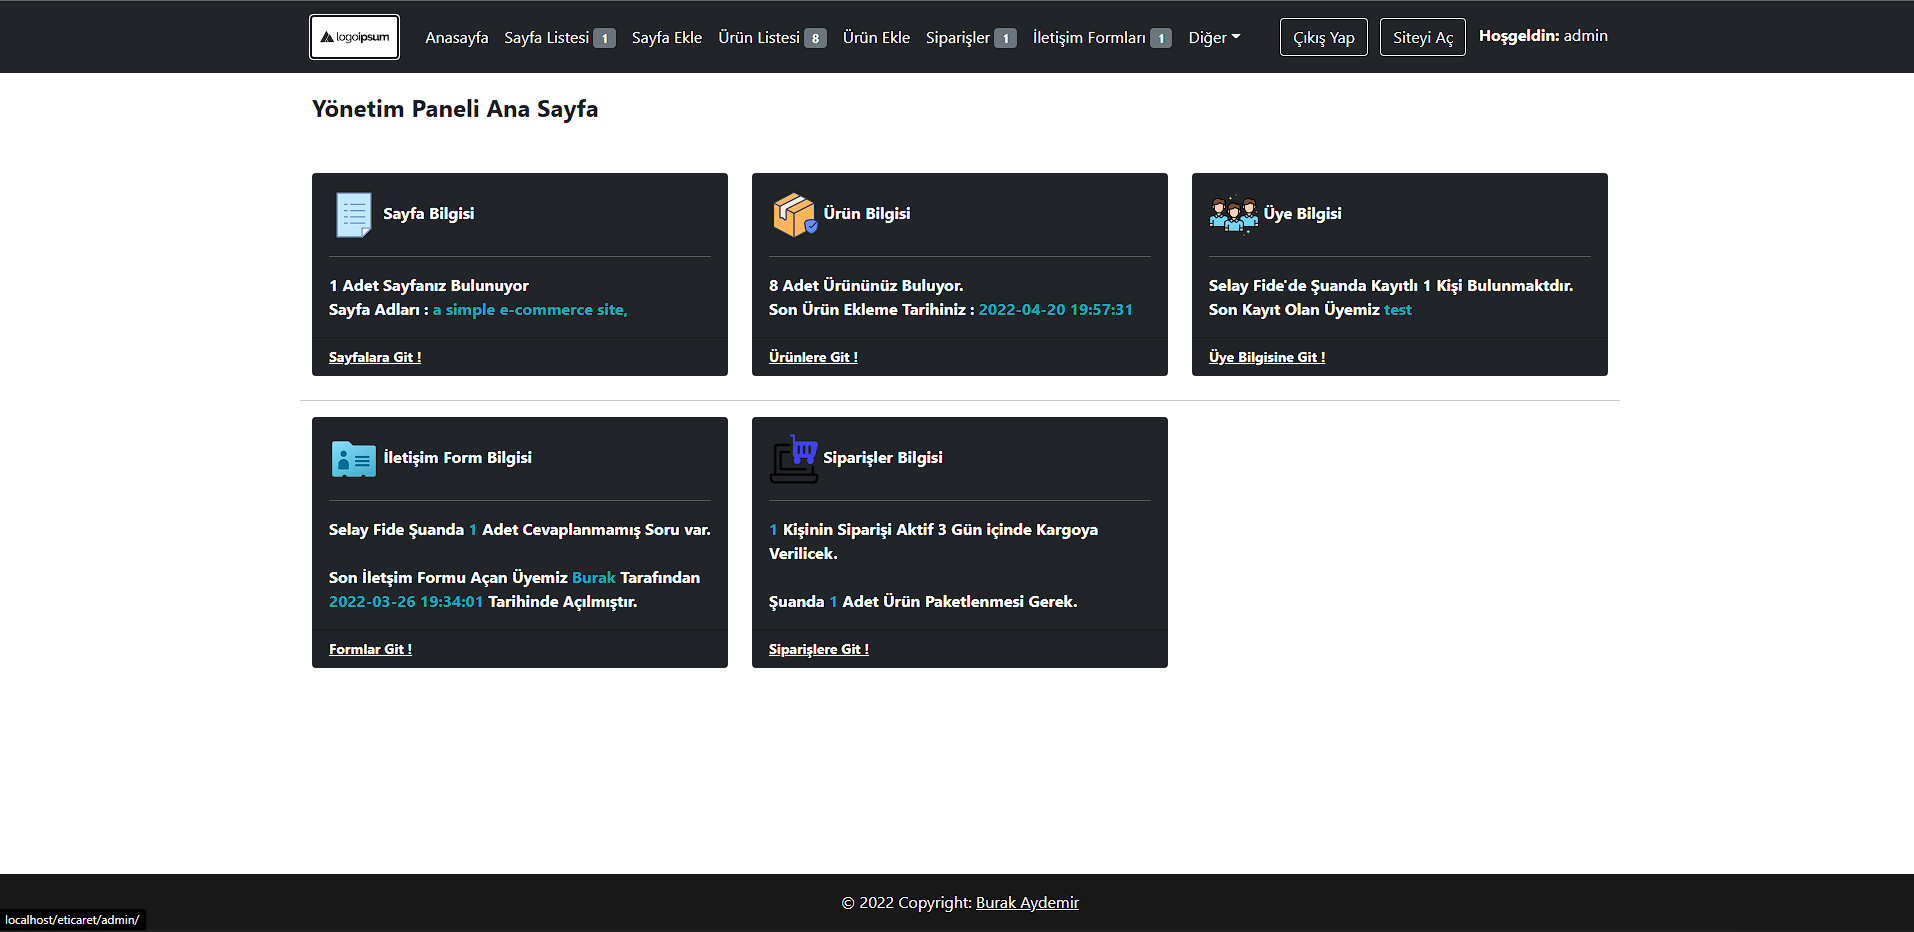 logoipsum Anasayfa Sayfa Listesi 1 Sayfa Ekle Ürün Listesi 8 Ürün Ekle Siparişler 1 İletişim Formları 1 Diğer Çıkış Yap Siteyi Aç Hoşgeldin: admin
Yönetim Paneli Ana Sayfa
Sayfa Bilgisi
1 Adet Sayfanız Bulunuyor
Sayfa Adları : a simple e-commerce site,
Sayfalara Git !
Ürün Bilgisi
8 Adet Ürününüz Buluyor.
Son Ürün Ekleme Tarihiniz : 2022-04-20 19:57:31
Ürünlere Git !
Üye Bilgisi
Selay Fide'de Şuanda Kayıtlı 1 Kişi Bulunmaktdır.
Son Kayıt Olan Üyemiz test
Üye Bilgisine Git !
İletişim Form Bilgisi
Selay Fide Şuanda 1 Adet Cevaplanmamış Soru var.
Son İletşim Formu Açan Üyemiz Burak Tarafından
2022-03-26 19:34:01 Tarihinde Açılmıştır.
Formlar Git !
Siparişler Bilgisi
1 Kişinin Siparişi Aktif 3 Gün içinde Kargoya
Verilicek.
Şuanda 1 Adet Ürün Paketlenmesi Gerek.
Siparişlere Git !
© 2022 Copyright: Burak Aydemir
localhost/eticaret/admin/